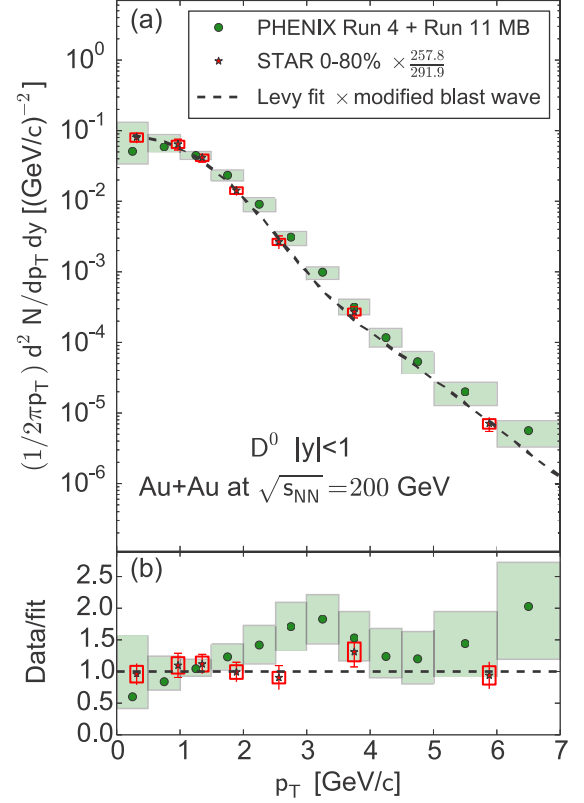 (a)
PHENIX Run 4 + Run 11 MB
STAR 0-80% × 257.8/291.9
Levy fit × modified blast wave
10^0
10^-1
10^-2
10^-3
10^-4
10^-5
10^-6
(1/2πp_T) d^2 N/dp_T dy [(GeV/c)^-2]
D^0 |y|<1
Au+Au at √s_NN =200 GeV
(b)
2.5
2.0
1.5
1.0
0.5
0.0
Data/fit
0 1 2 3 4 5 6 7
p_T [GeV/c]